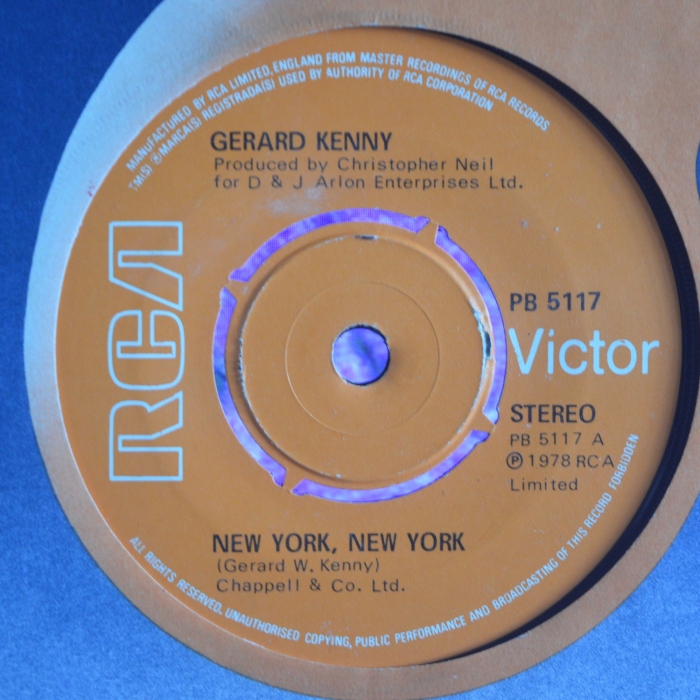 MANUFACTURED BY RCA LIMITED, ENGLAND FROM MASTER RECORDINGS OF RCA RECORDS
TM(S) ® MARCA(S) REGISTRADA(S) USED BY AUTHORITY OF RCA CORPORATION
GERARD KENNY
Produced by Christopher Neil
for D & J Arlon Enterprises Ltd.
RCA
PB 5117
Victor
STEREO
PB 5117 A
Ⓟ 1978 RCA
Limited
NEW YORK, NEW YORK
(Gerard W. Kenny)
Chappell & Co. Ltd.
ALL RIGHTS RESERVED. UNAUTHORISED COPYING, PUBLIC PERFORMANCE AND BROADCASTING OF THIS RECORD FORBIDDEN